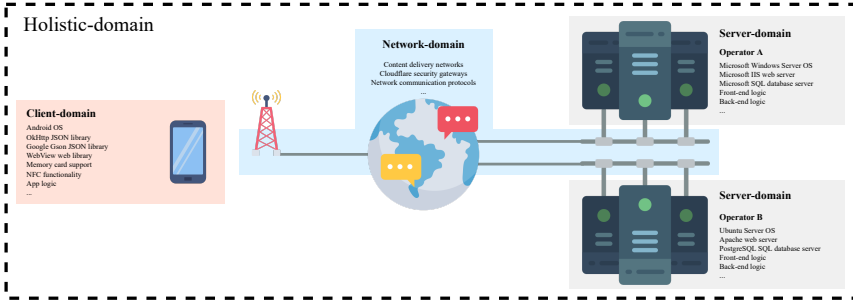 Holistic-domain
Client-domain
Android OS
OkHttp JSON library
Google Gson JSON library
WebView web library
Memory card support
NFC functionality
App logic
...
Network-domain
Content delivery networks
Cloudflare security gateways
Network communication protocols
...
Server-domain
Operator A
Microsoft Windows Server OS
Microsoft IIS web server
Microsoft SQL database server
Front-end logic
Back-end logic
...
Server-domain
Operator B
Ubuntu Server OS
Apache web server
PostgreSQL SQL database server
Front-end logic
Back-end logic
...